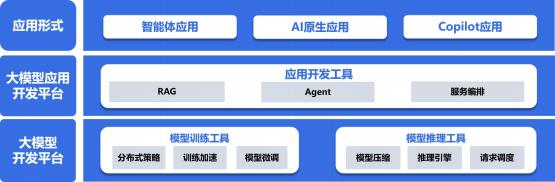 应用形式
智能体应用
AI原生应用
Copilot应用
大模型应用
开发平台
应用开发工具
RAG
Agent
服务编排
大模型
开发平台
模型训练工具
分布式策略
训练加速
模型微调
模型推理工具
模型压缩
推理引擎
请求调度